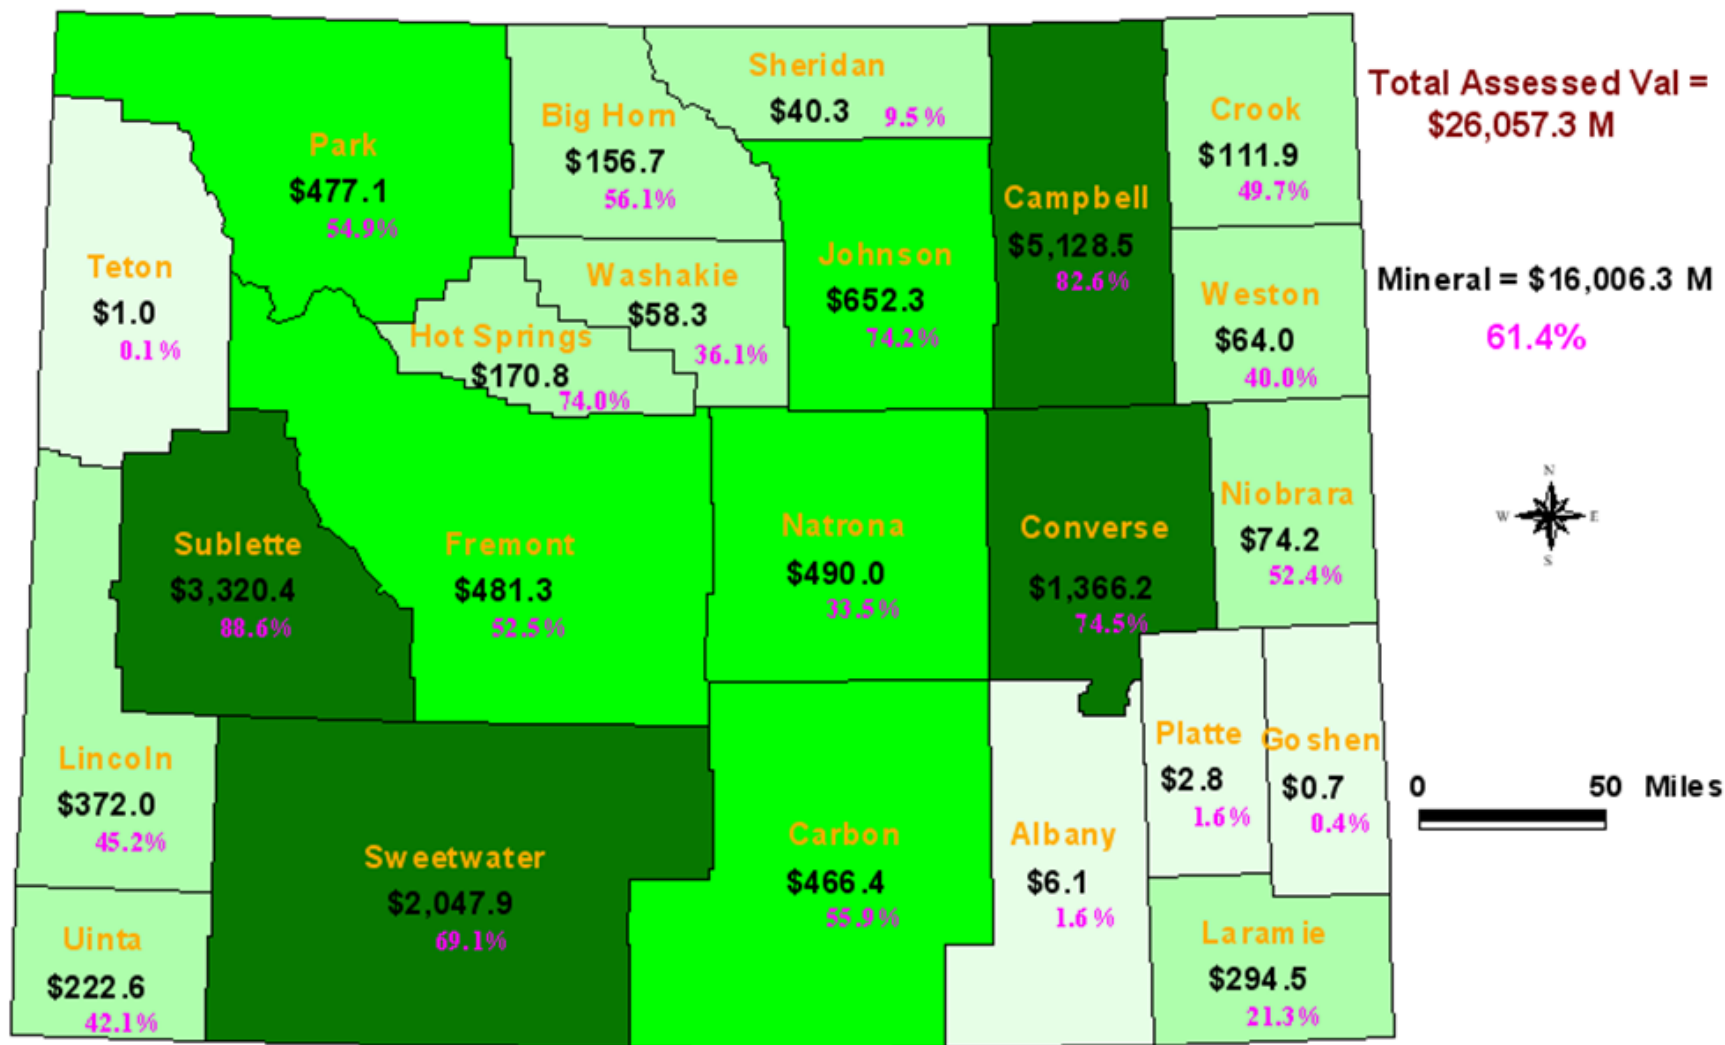 Park
$477.1
54.9%
Big Horn
$156.7
56.1%
Sheridan
$40.3 9.5%
Campbell
$5,128.5
82.6%
Crook
$111.9
49.7%
Total Assessed Val =
$26,057.3 M
Teton
$1.0
0.1%
Washakie
$58.3
36.1%
Hot Springs
$170.8
74.0%
Johnson
$652.3
74.2%
Weston
$64.0
40.0%
Mineral = $16,006.3 M
61.4%
Sublette
$3,320.4
88.6%
Fremont
$481.3
52.5%
Natrona
$490.0
33.5%
Converse
$1,366.2
74.5%
Niobrara
$74.2
52.4%
N
W E
S
Lincoln
$372.0
45.2%
Sweetwater
$2,047.9
69.1%
Carbon
$466.4
55.9%
Albany
$6.1
1.6%
Platte
$2.8
1.6%
Goshen
$0.7
0.4%
0 50 Miles
Uinta
$222.6
42.1%
Laramie
$294.5
21.3%